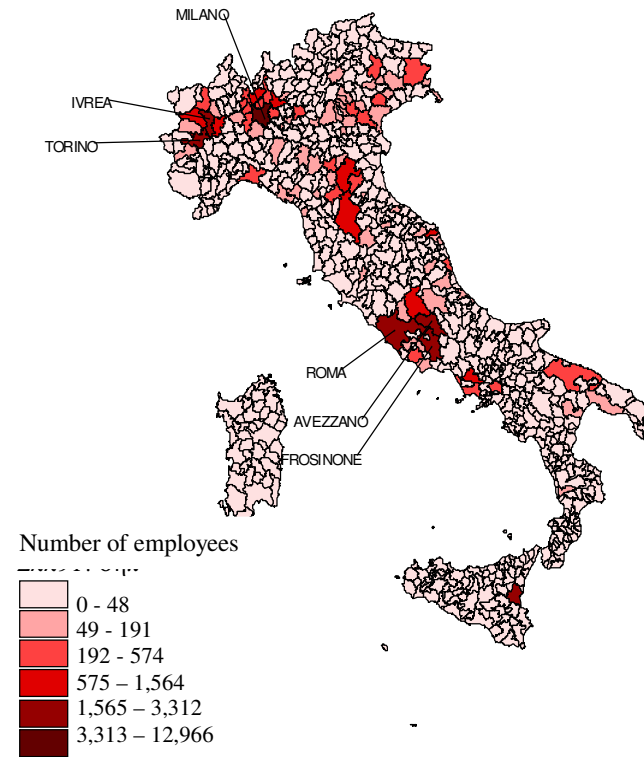 MILANO
IVREA
TORINO
ROMA
AVEZZANO
FROSINONE
Number of employees
0 - 48
49 - 191
192 - 574
575 – 1,564
1,565 – 3,312
3,313 – 12,966